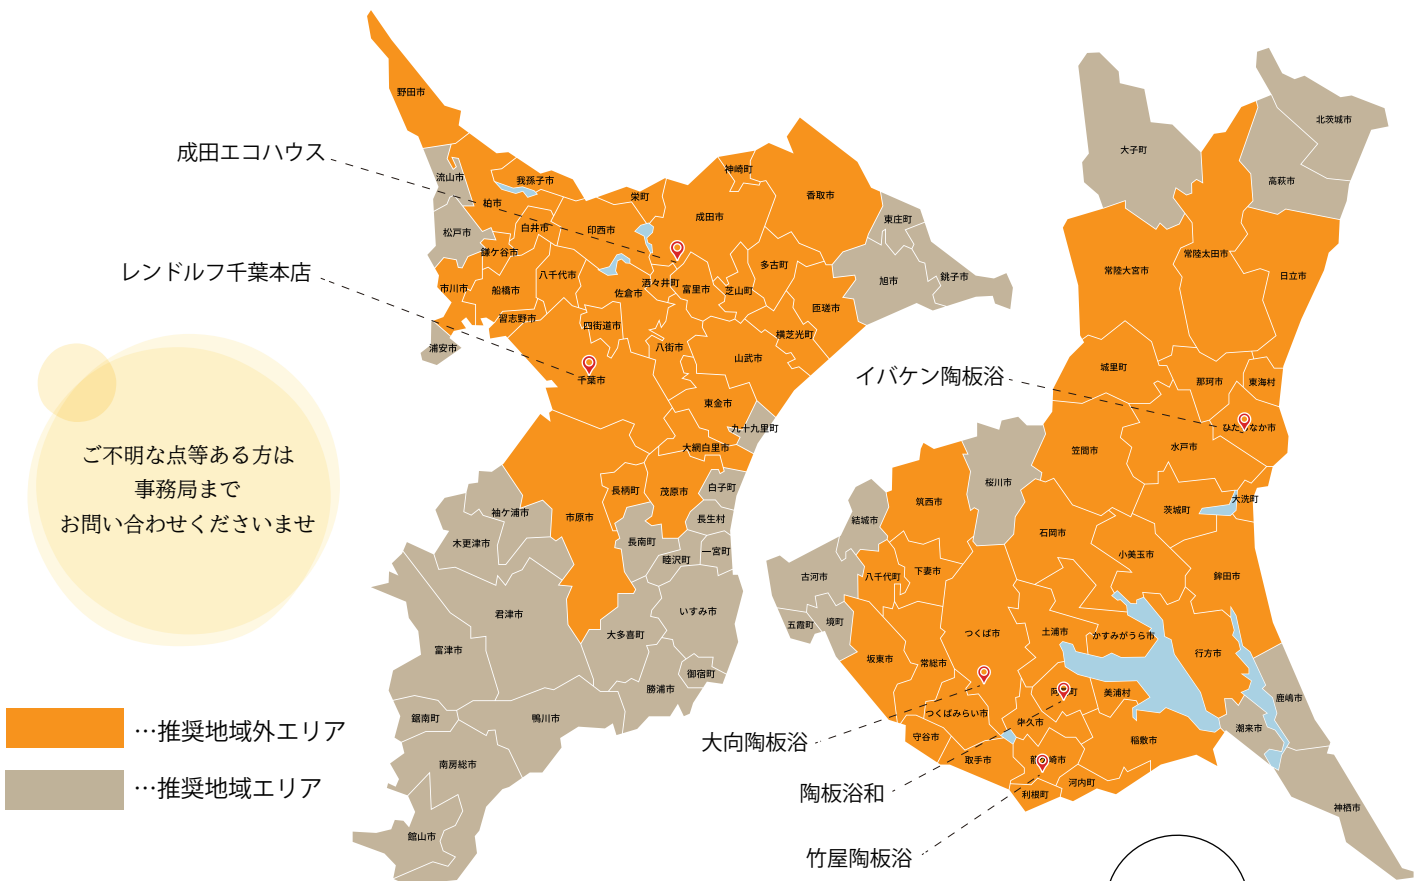 野田市
流山市
我孫子市
柏市
松戸市
白井市
鎌ケ谷市
印西市
栄町
成田市
神崎町
香取市
東庄町
旭市
銚子市
多古町
匝瑳市
横芝光町
芝山町
富里市
酒々井町
佐倉市
八千代市
船橋市
市川市
習志野市
浦安市
四街道市
千葉市
八街市
山武市
東金市
九十九里町
大網白里市
白子町
茂原市
長柄町
市原市
袖ケ浦市
木更津市
長南町
長生村
一宮町
睦沢町
いすみ市
君津市
富津市
大多喜町
御宿町
勝浦市
鋸南町
鴨川市
南房総市
館山市
成田エコハウス
レンドルフ千葉本店
ご不明な点等ある方は
事務局まで
お問い合わせくださいませ
…推奨地域外エリア
…推奨地域エリア
大子町
北茨城市
高萩市
常陸太田市
常陸大宮市
日立市
城里町
那珂市
東海村
イバケン陶板浴
水戸市
笠間市
桜川市
筑西市
結城市
大洗町
茨城町
石岡市
小美玉市
鉾田市
下妻市
八千代町
古河市
五霞町
境町
坂東市
常総市
つくば市
土浦市
かすみがうら市
行方市
美浦村
鹿嶋市
潮来市
つくばみらい市
牛久市
稲敷市
守谷市
取手市
河内町
利根町
神栖市
大向陶板浴
陶板浴和
竹屋陶板浴